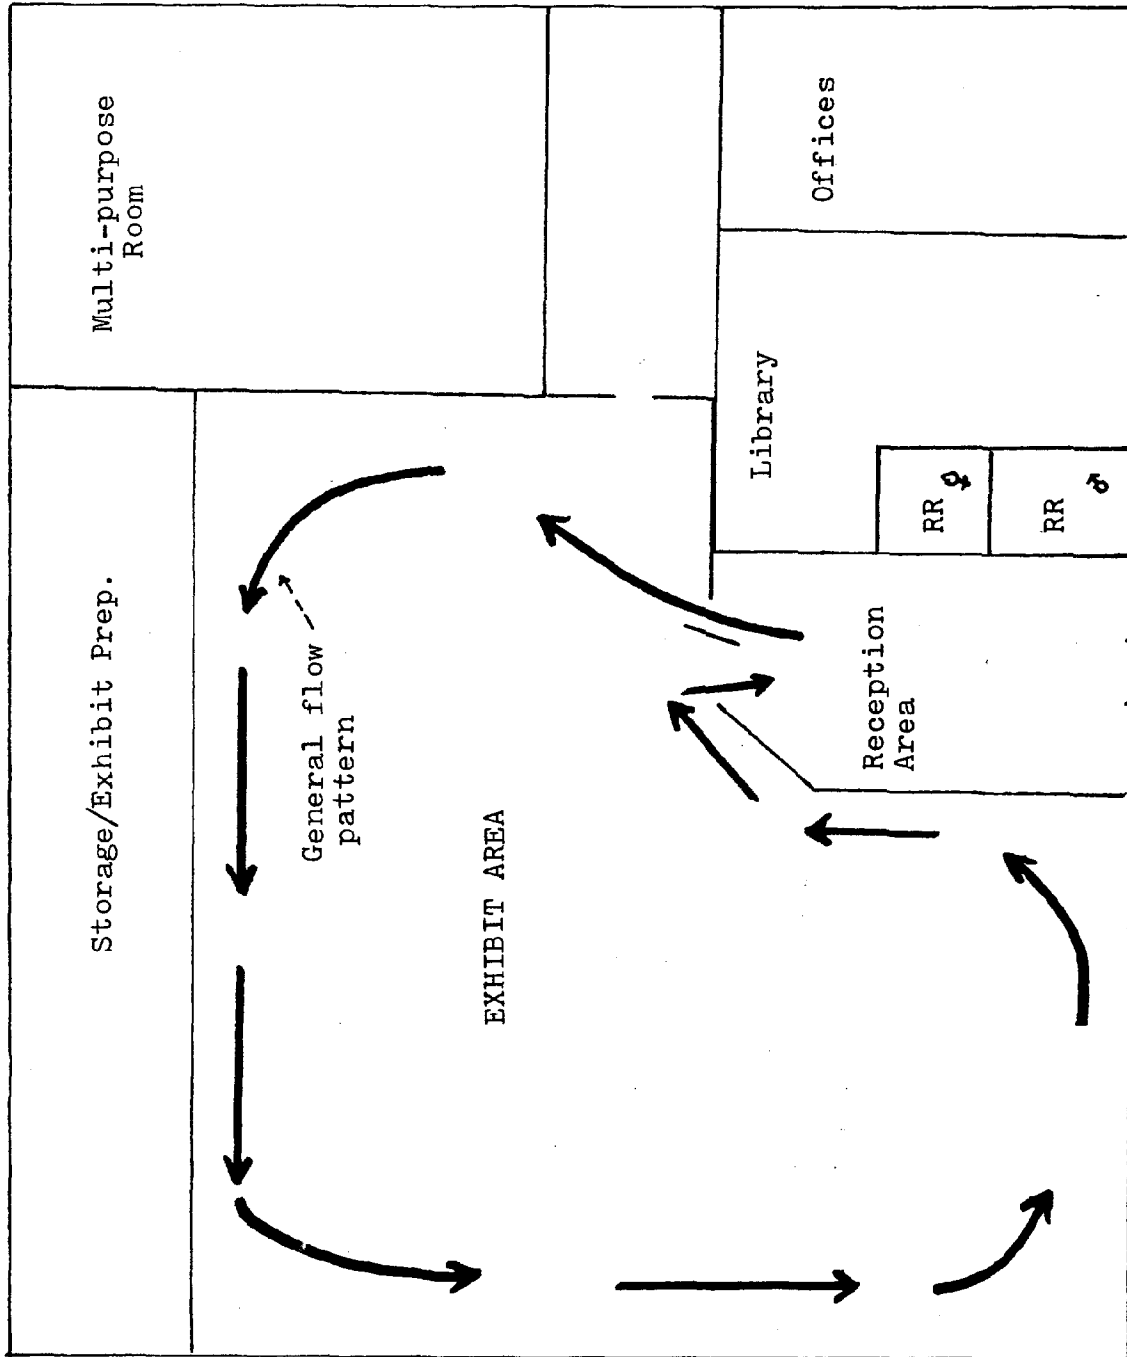 Storage/Exhibit Prep.
Multi-purpose
Room
General flow
pattern
EXHIBIT AREA
Reception
Area
Library
Offices
RR ♀
RR ♂